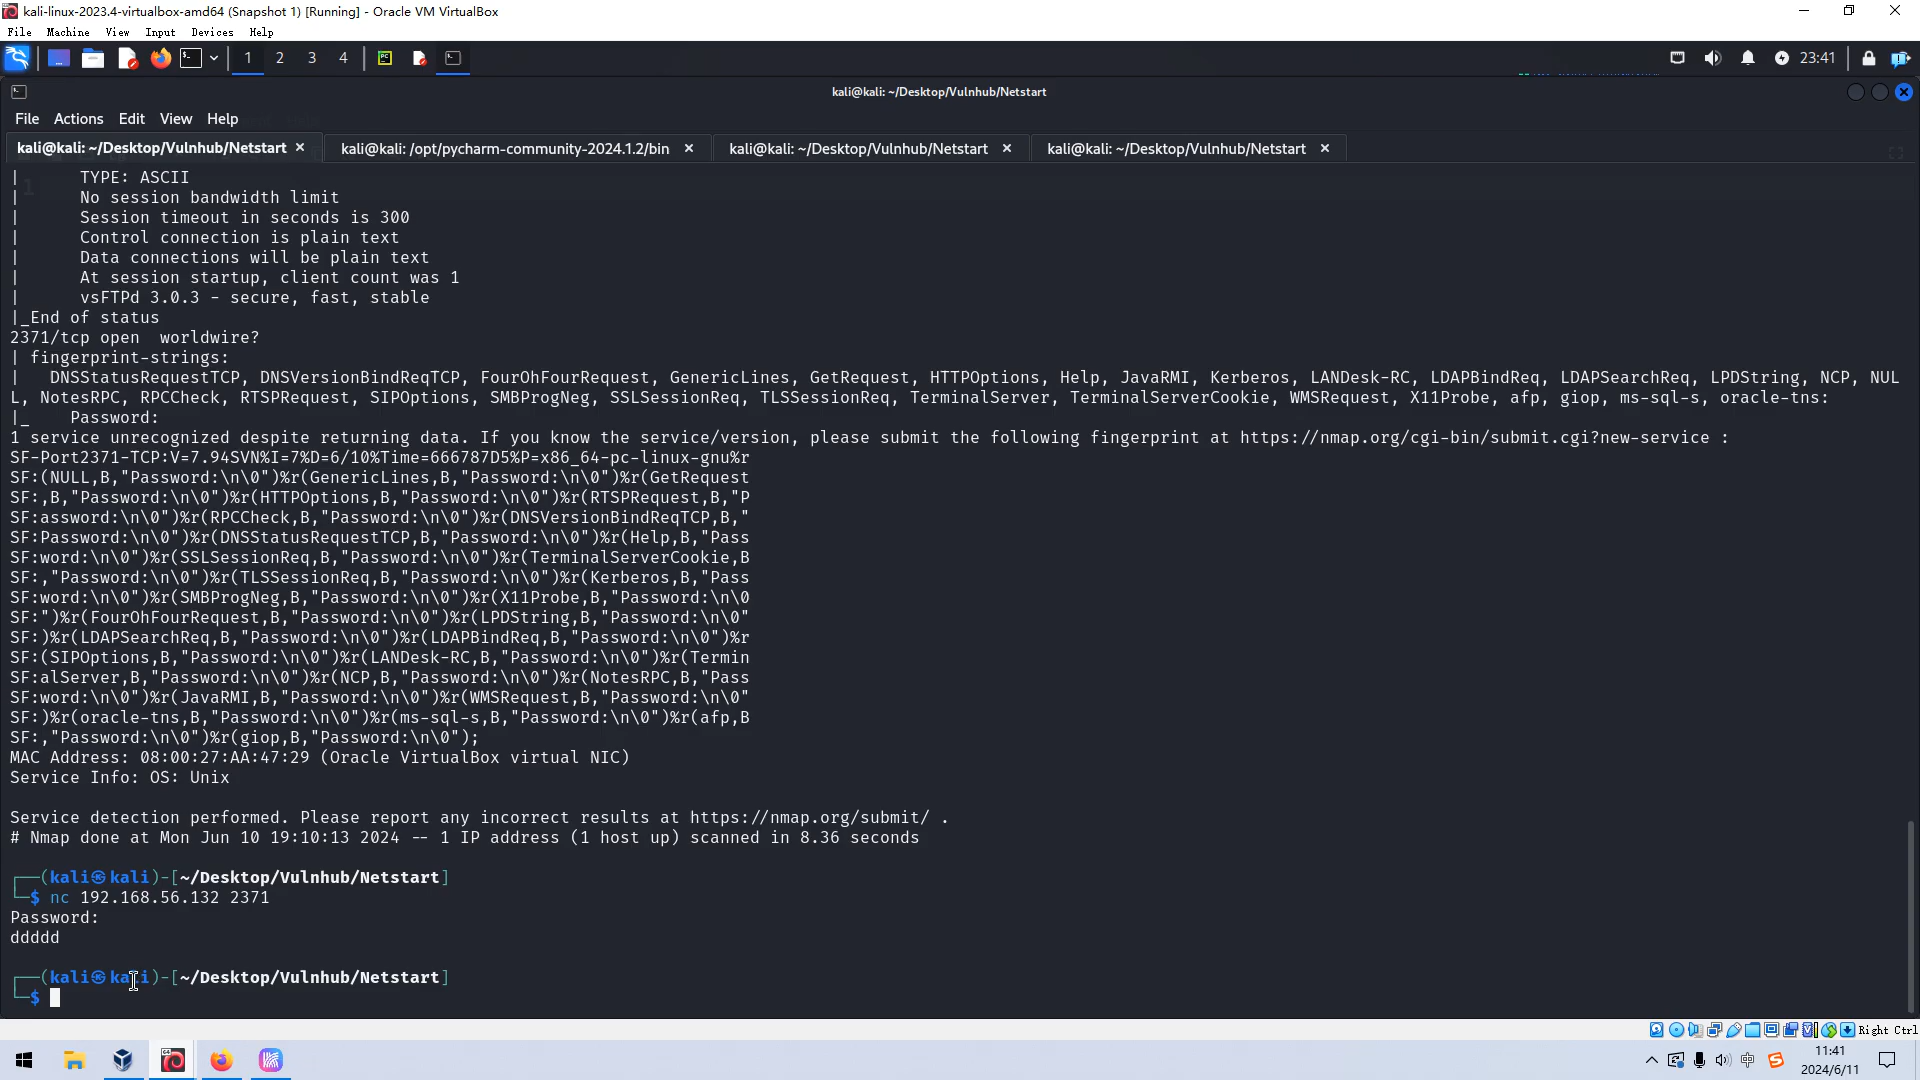 kali-linux-2023.4-virtualbox-amd64 (Snapshot 1) [Running] - Oracle VM VirtualBox
File Machine View Input Devices Help
1 2 3 4 23:41
kali@kali: ~/Desktop/Vulnhub/Netstart
File Actions Edit View Help
kali@kali: ~/Desktop/Vulnhub/Netstart × kali@kali: /opt/pycharm-community-2024.1.2/bin × kali@kali: ~/Desktop/Vulnhub/Netstart × kali@kali: ~/Desktop/Vulnhub/Netstart ×
|      TYPE: ASCII
|      No session bandwidth limit
|      Session timeout in seconds is 300
|      Control connection is plain text
|      Data connections will be plain text
|      At session startup, client count was 1
|      vsFTPd 3.0.3 - secure, fast, stable
|_End of status
2371/tcp open  worldwire?
| fingerprint-strings:
|   DNSStatusRequestTCP, DNSVersionBindReqTCP, FourOhFourRequest, GenericLines, GetRequest, HTTPOptions, Help, JavaRMI, Kerberos, LANDesk-RC, LDAPBindReq, LDAPSearchReq, LPDString, NCP, NUL
L, NotesRPC, RPCCheck, RTSPRequest, SIPOptions, SMBProgNeg, SSLSessionReq, TLSSessionReq, TerminalServer, TerminalServerCookie, WMSRequest, X11Probe, afp, giop, ms-sql-s, oracle-tns:
|_    Password:
1 service unrecognized despite returning data. If you know the service/version, please submit the following fingerprint at https://nmap.org/cgi-bin/submit.cgi?new-service :
SF-Port2371-TCP:V=7.94SVN%I=7%D=6/10%Time=666787D5%P=x86_64-pc-linux-gnu%r
SF:(NULL,B,"Password:\n\0")%r(GenericLines,B,"Password:\n\0")%r(GetRequest
SF:,B,"Password:\n\0")%r(HTTPOptions,B,"Password:\n\0")%r(RTSPRequest,B,"P
SF:assword:\n\0")%r(RPCCheck,B,"Password:\n\0")%r(DNSVersionBindReqTCP,B,"
SF:Password:\n\0")%r(DNSStatusRequestTCP,B,"Password:\n\0")%r(Help,B,"Pass
SF:word:\n\0")%r(SSLSessionReq,B,"Password:\n\0")%r(TerminalServerCookie,B
SF:,"Password:\n\0")%r(TLSSessionReq,B,"Password:\n\0")%r(Kerberos,B,"Pass
SF:word:\n\0")%r(SMBProgNeg,B,"Password:\n\0")%r(X11Probe,B,"Password:\n\0
SF:")%r(FourOhFourRequest,B,"Password:\n\0")%r(LPDString,B,"Password:\n\0"
SF:)%r(LDAPSearchReq,B,"Password:\n\0")%r(LDAPBindReq,B,"Password:\n\0")%r
SF:(SIPOptions,B,"Password:\n\0")%r(LANDesk-RC,B,"Password:\n\0")%r(Termin
SF:alServer,B,"Password:\n\0")%r(NCP,B,"Password:\n\0")%r(NotesRPC,B,"Pass
SF:word:\n\0")%r(JavaRMI,B,"Password:\n\0")%r(WMSRequest,B,"Password:\n\0"
SF:)%r(oracle-tns,B,"Password:\n\0")%r(ms-sql-s,B,"Password:\n\0")%r(afp,B
SF:,"Password:\n\0")%r(giop,B,"Password:\n\0");
MAC Address: 08:00:27:AA:47:29 (Oracle VirtualBox virtual NIC)
Service Info: OS: Unix
Service detection performed. Please report any incorrect results at https://nmap.org/submit/ .
# Nmap done at Mon Jun 10 19:10:13 2024 -- 1 IP address (1 host up) scanned in 8.36 seconds
┌──(kali㉿kali)-[~/Desktop/Vulnhub/Netstart]
└─$ nc 192.168.56.132 2371
Password:
ddddd
┌──(kali㉿kali)-[~/Desktop/Vulnhub/Netstart]
└─$
Right Ctrl
中
11:41
2024/6/11